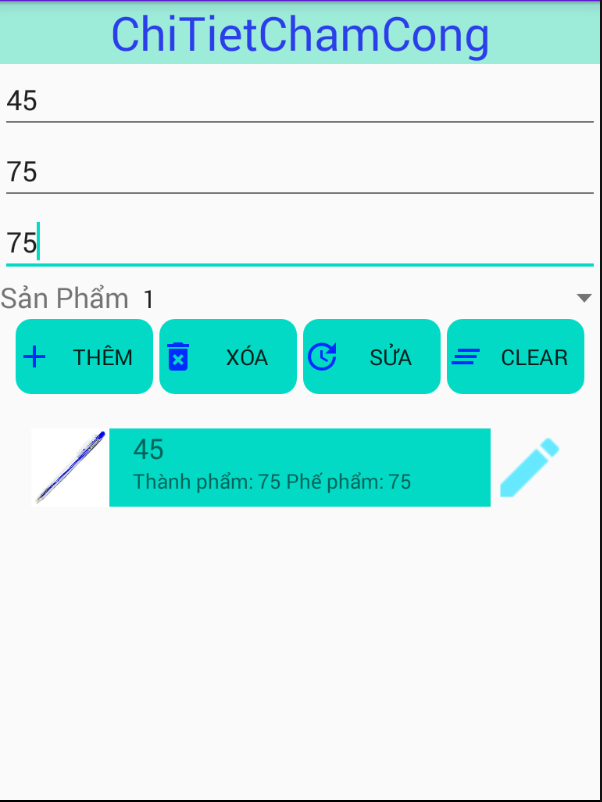 ChiTietChamCong
45
75
75
Sản Phẩm 1
THÊM XÓA SỬA CLEAR
45
Thành phẩm: 75 Phế phẩm: 75